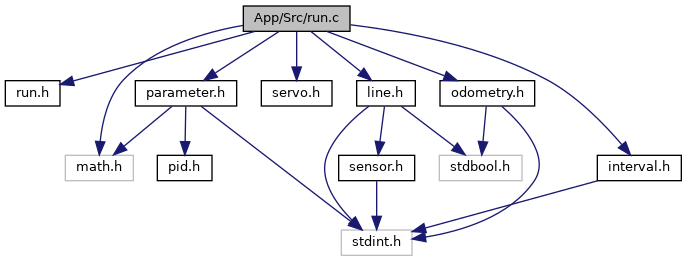 App/Src/run.c
run.h
parameter.h
servo.h
line.h
odometry.h
math.h
pid.h
sensor.h
stdbool.h
interval.h
stdint.h